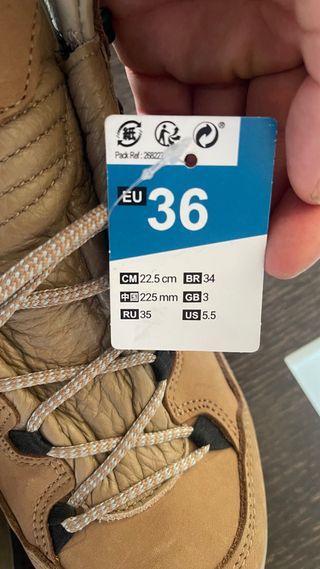 紙
Pack Ref : 268227
EU 36
CM 22.5 cm BR 34
中国 225 mm GB 3
RU 35 US 5.5